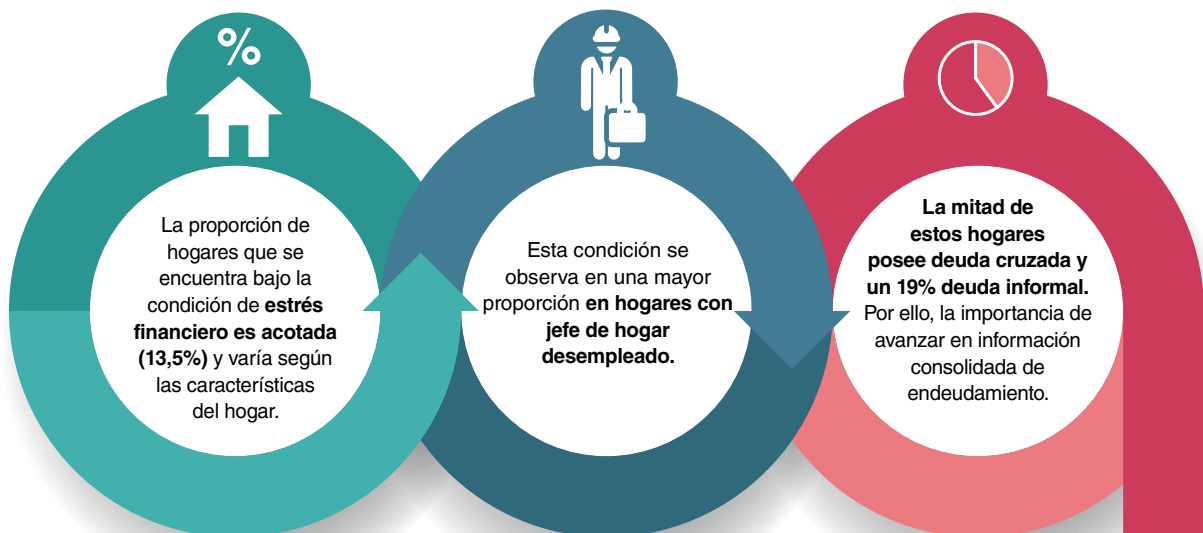 %
La proporción de
hogares que se
encuentra bajo la
condición de estrés
financiero es acotada
(13,5%) y varía según
las características
del hogar.
Esta condición se
observa en una mayor
proporción en hogares con
jefe de hogar
desempleado.
La mitad de
estos hogares
posee deuda cruzada y
un 19% deuda informal.
Por ello, la importancia de
avanzar en información
consolidada de
endeudamiento.